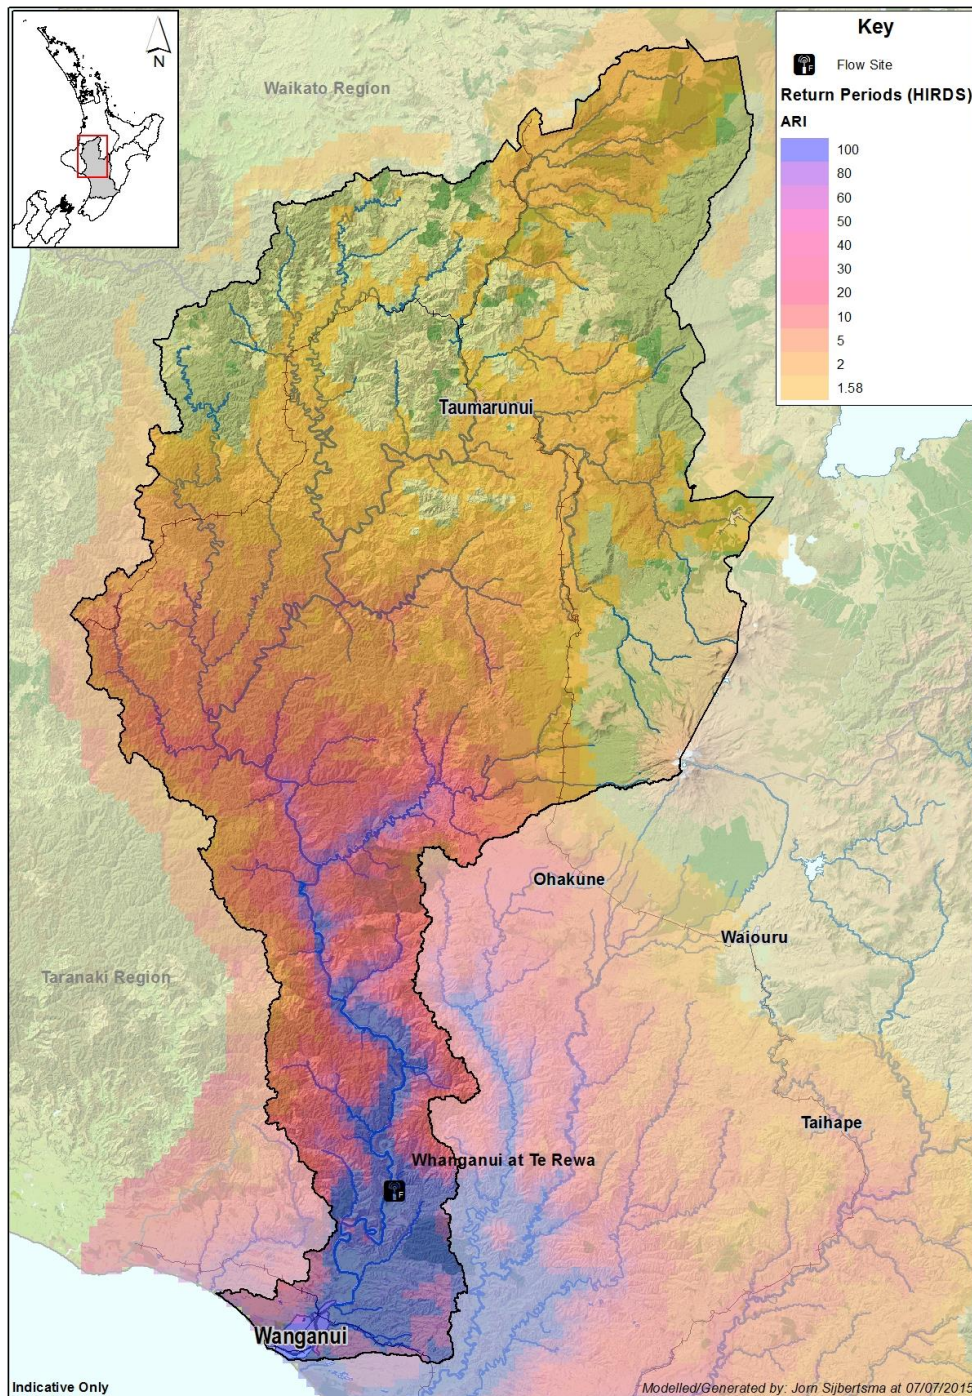 N
Key
F
Flow Site
Return Periods (HIRDS)
ARI
100
80
60
50
40
30
20
10
5
2
1.58
Waikato Region
Taumarunui
Ohakune
Waiouru
Taranaki Region
Taihape
Whanganui at Te Rewa
F
Wanganui
Indicative Only
Modelled/Generated by: Jorn Sijbertsma at 07/07/2015